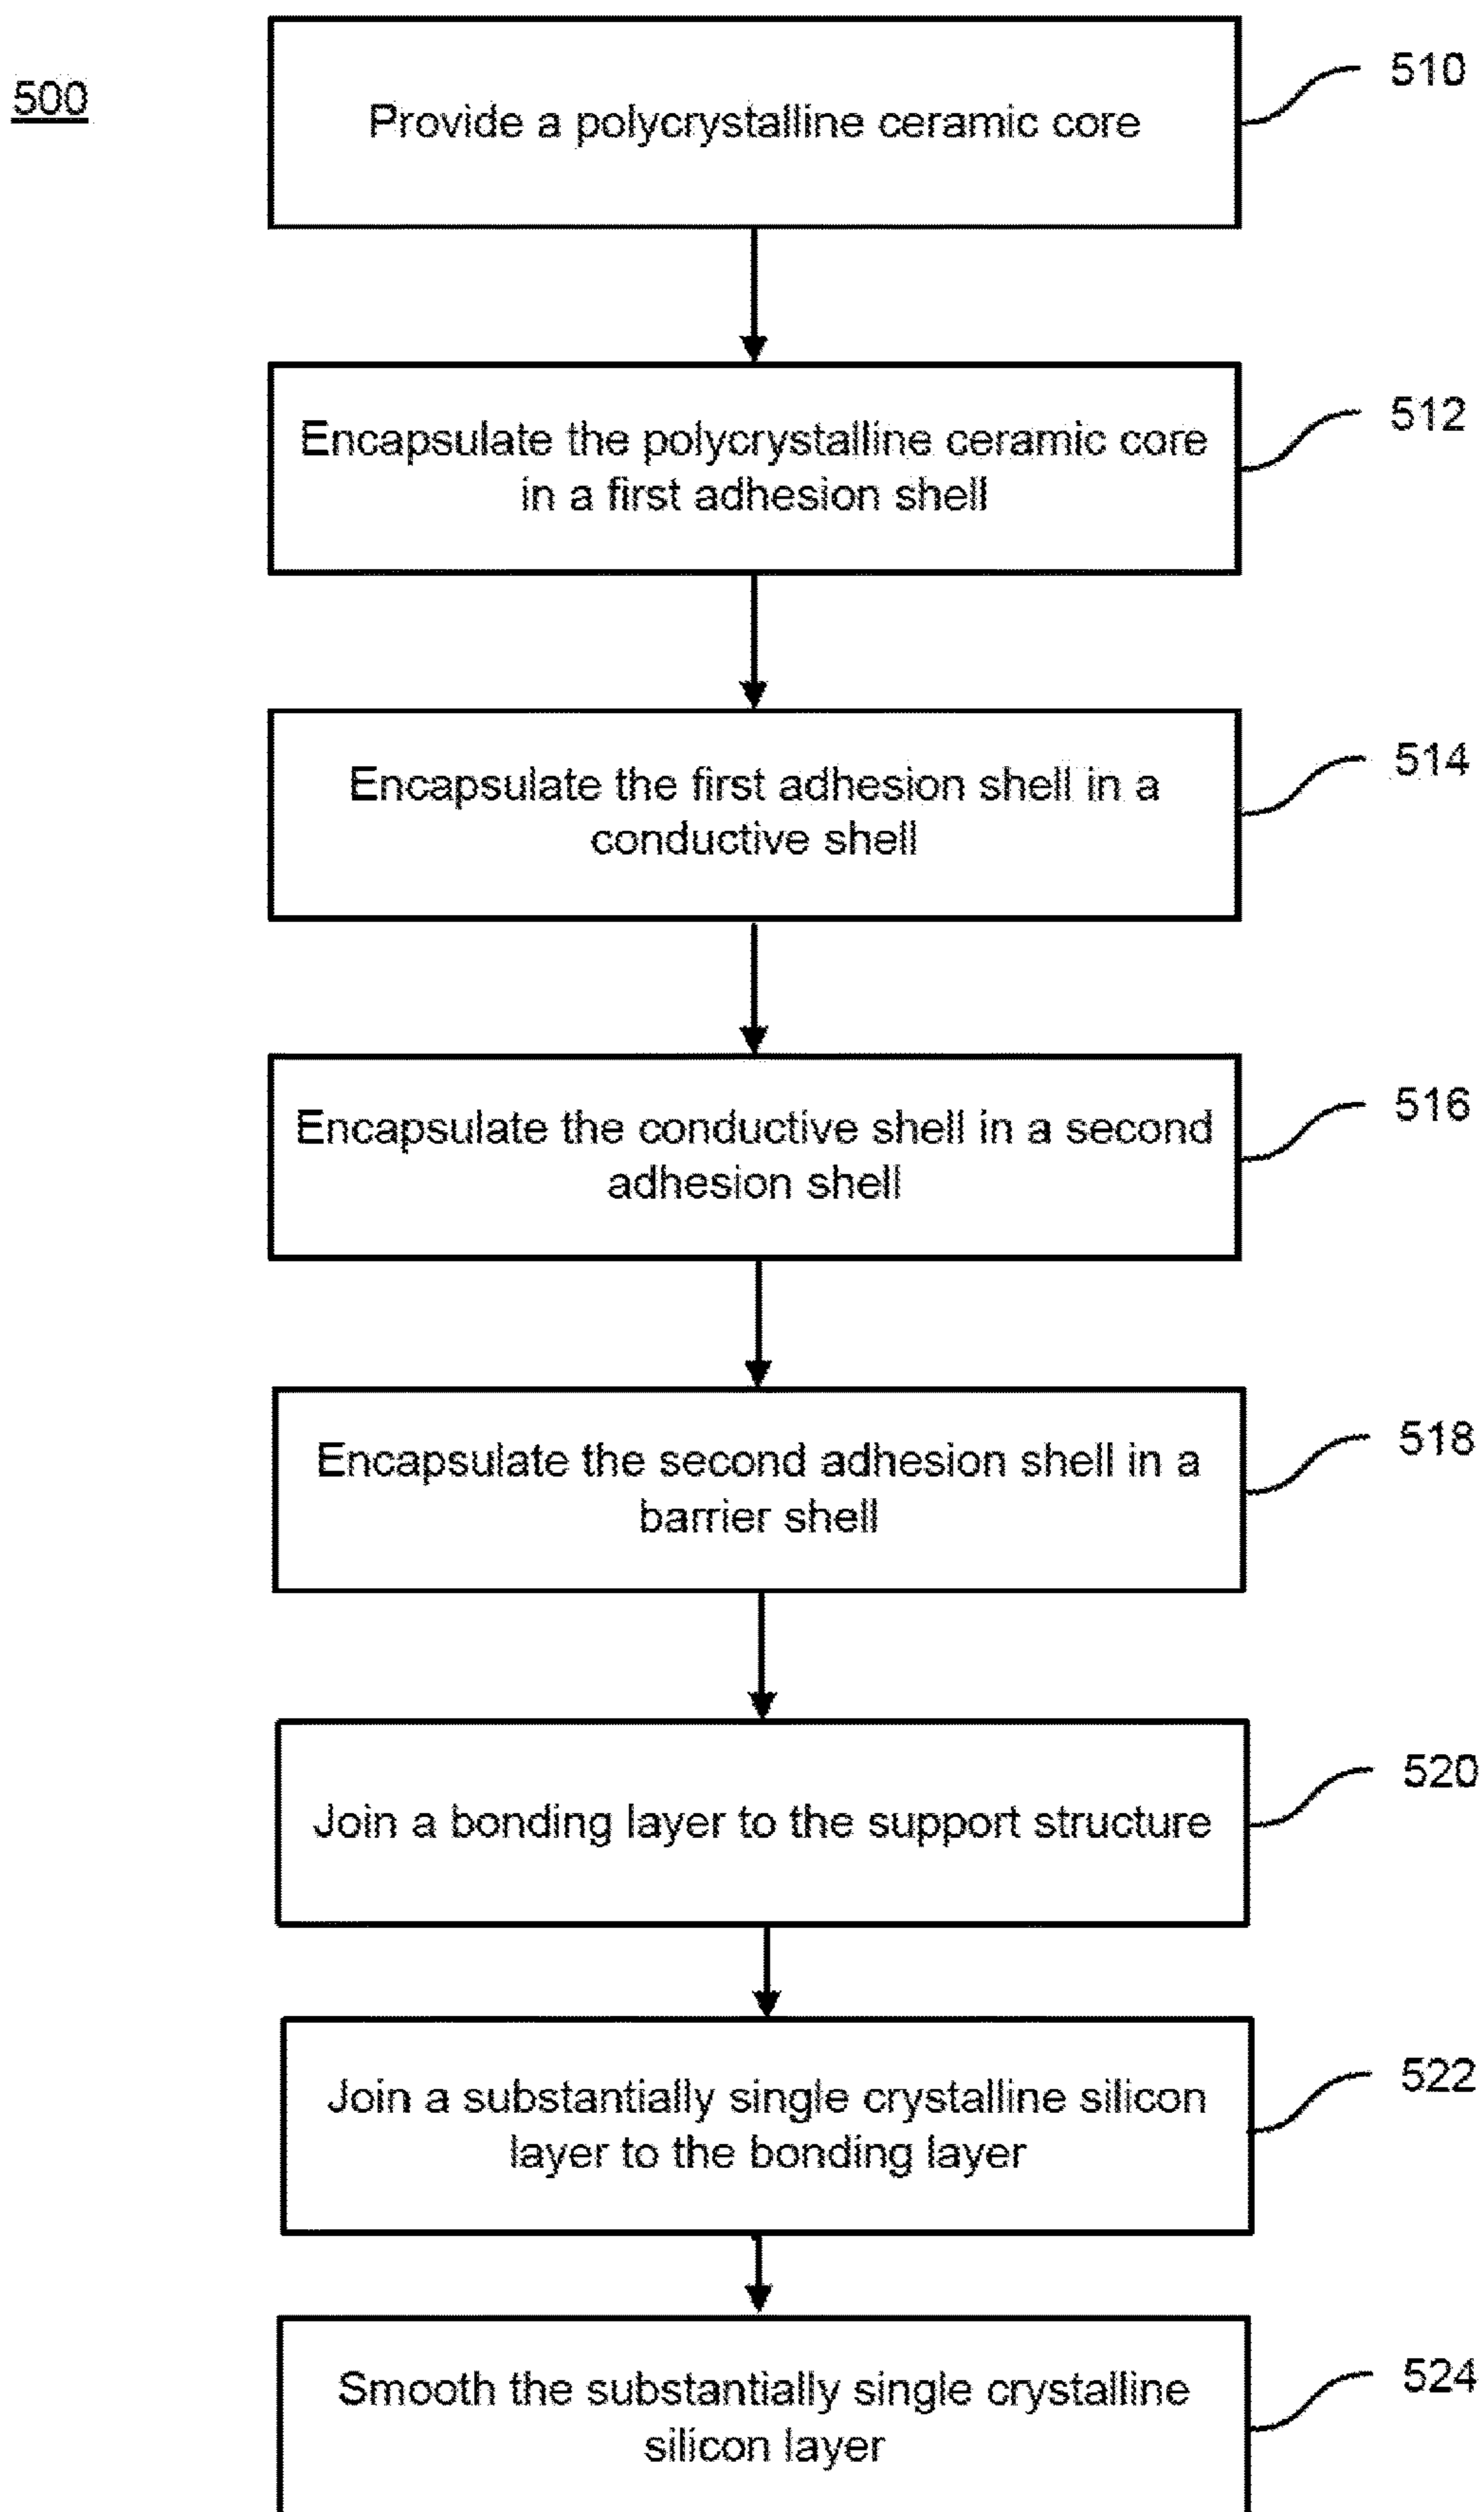 500
Provide a polycrystalline ceramic core
510
Encapsulate the polycrystalline ceramic core
in a first adhesion shell
512
Encapsulate the first adhesion shell in a
conductive shell
514
Encapsulate the conductive shell in a second
adhesion shell
516
Encapsulate the second adhesion shell in a
barrier shell
518
Join a bonding layer to the support structure
520
Join a substantially single crystalline silicon
layer to the bonding layer
522
Smooth the substantially single crystalline
silicon layer
524